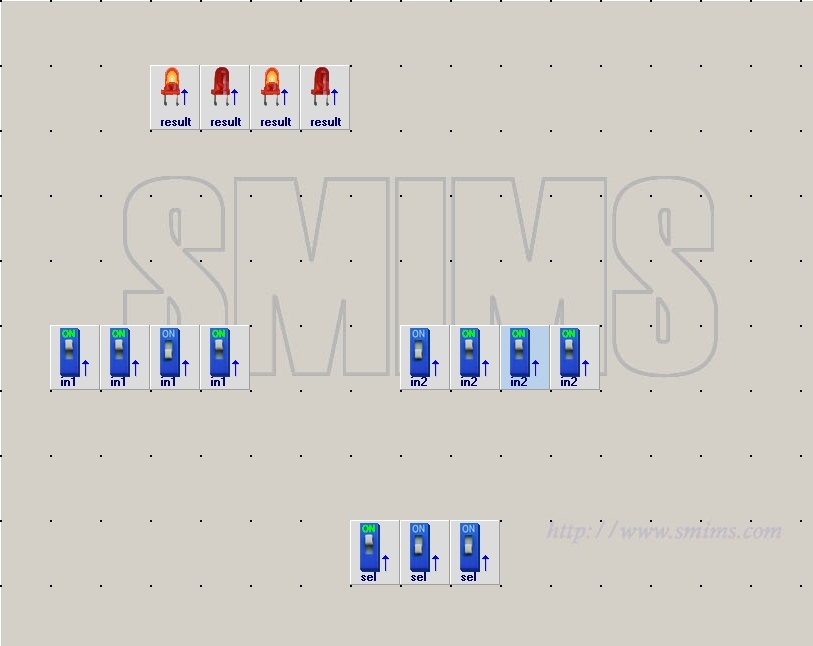 result result result result
SMIMS
ON ON ON ON ON ON ON ON
in1 in1 in1 in1 in2 in2 in2 in2
ON ON ON
http://www.smims.com
sel sel sel